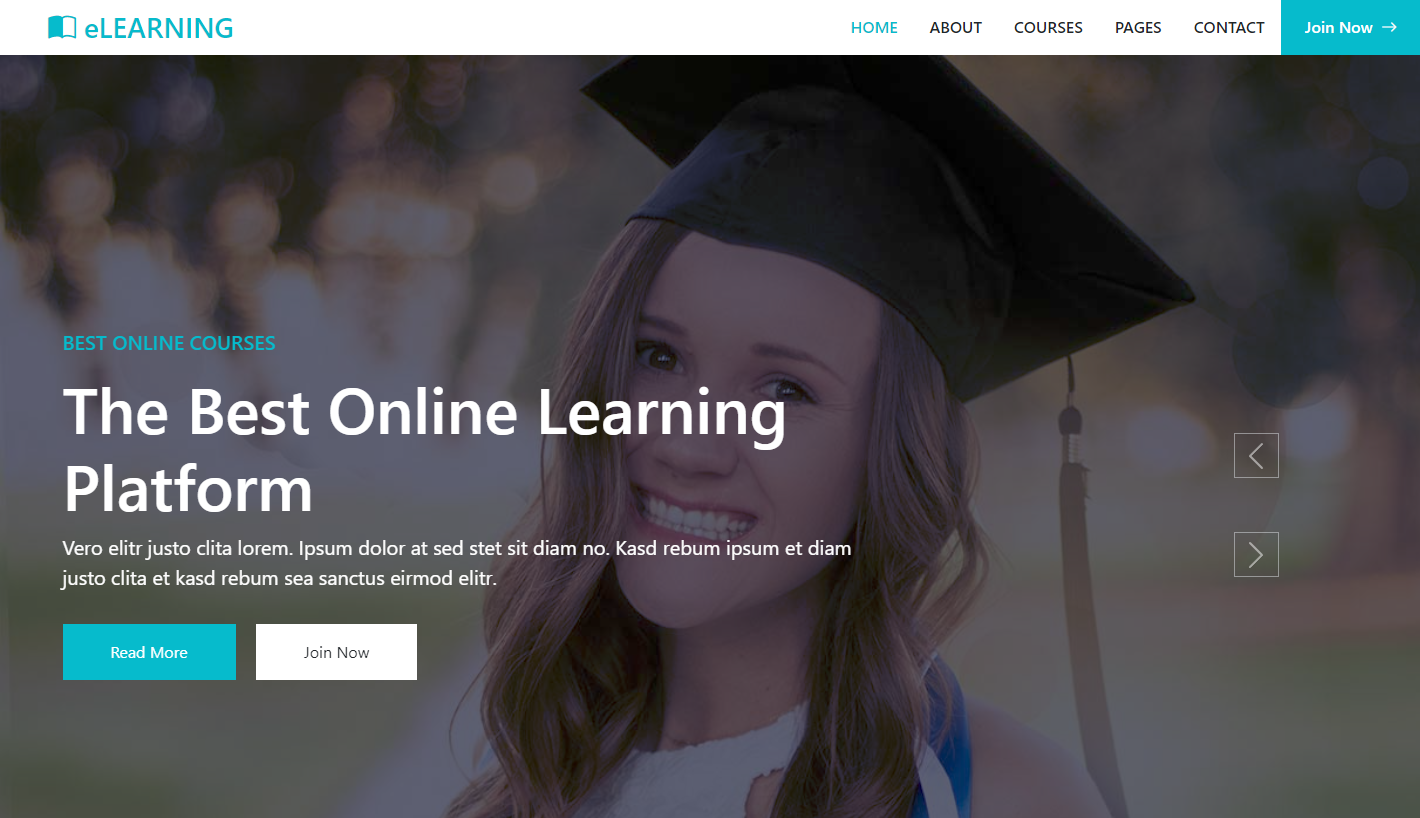 eLEARNING
HOME
ABOUT
COURSES
PAGES
CONTACT
Join Now →
BEST ONLINE COURSES
The Best Online Learning
Platform
Vero elitr justo clita lorem. Ipsum dolor at sed stet sit diam no. Kasd rebum ipsum et diam
justo clita et kasd rebum sea sanctus eirmod elitr.
Read More
Join Now